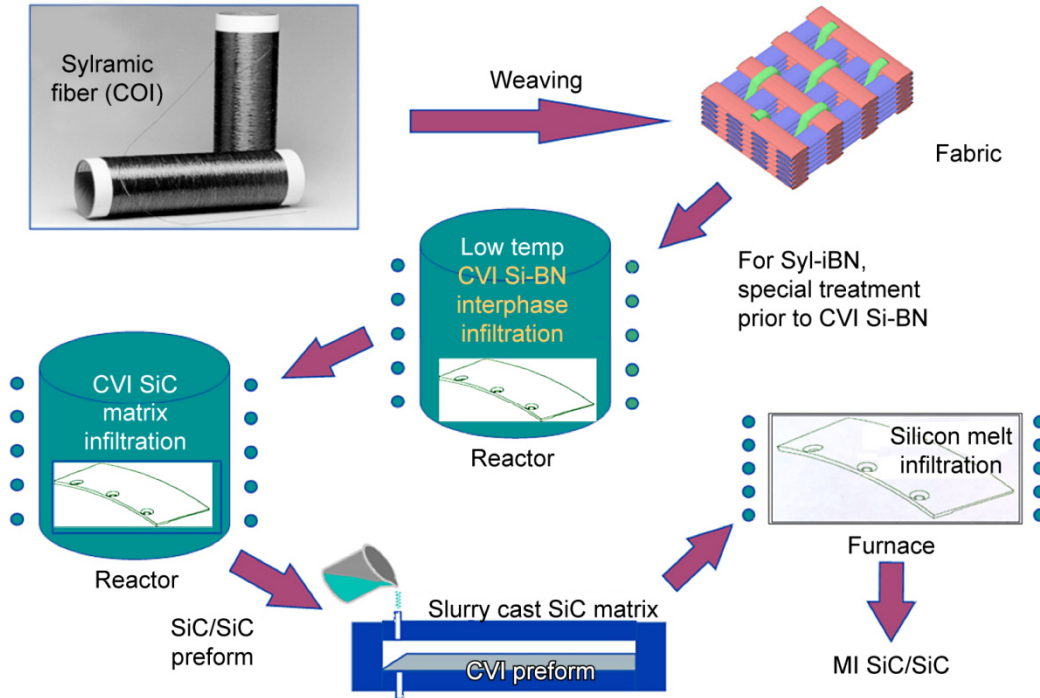 Sylramic
fiber (COI)
Weaving
Fabric
Low temp
CVI Si-BN
interphase
infiltration
For Syl-iBN,
special treatment
prior to CVI Si-BN
Reactor
CVI SiC
matrix
infiltration
Reactor
Silicon melt
infiltration
Furnace
SiC/SiC
preform
Slurry cast SiC matrix
CVI preform
MI SiC/SiC